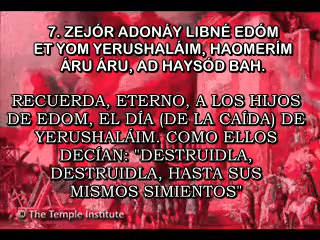 7. ZEJÓR ADONÀY LIBNÉ EDÓM
ET YOM YERUSHALÁIM, HAOMERÍM
ÁRU ÁRU, AD HAYSÓD BAH.
RECUERDA, ETERNO, A LOS HIJOS
DE EDOM, EL DÍA (DE LA CAÍDA) DE
YERUSHALÁIM. COMO ELLOS
DECÍAN: "DESTRUIDLA,
DESTRUIDLA, HASTA SUS
MISMOS SIMIENTOS"
© The Temple Institute